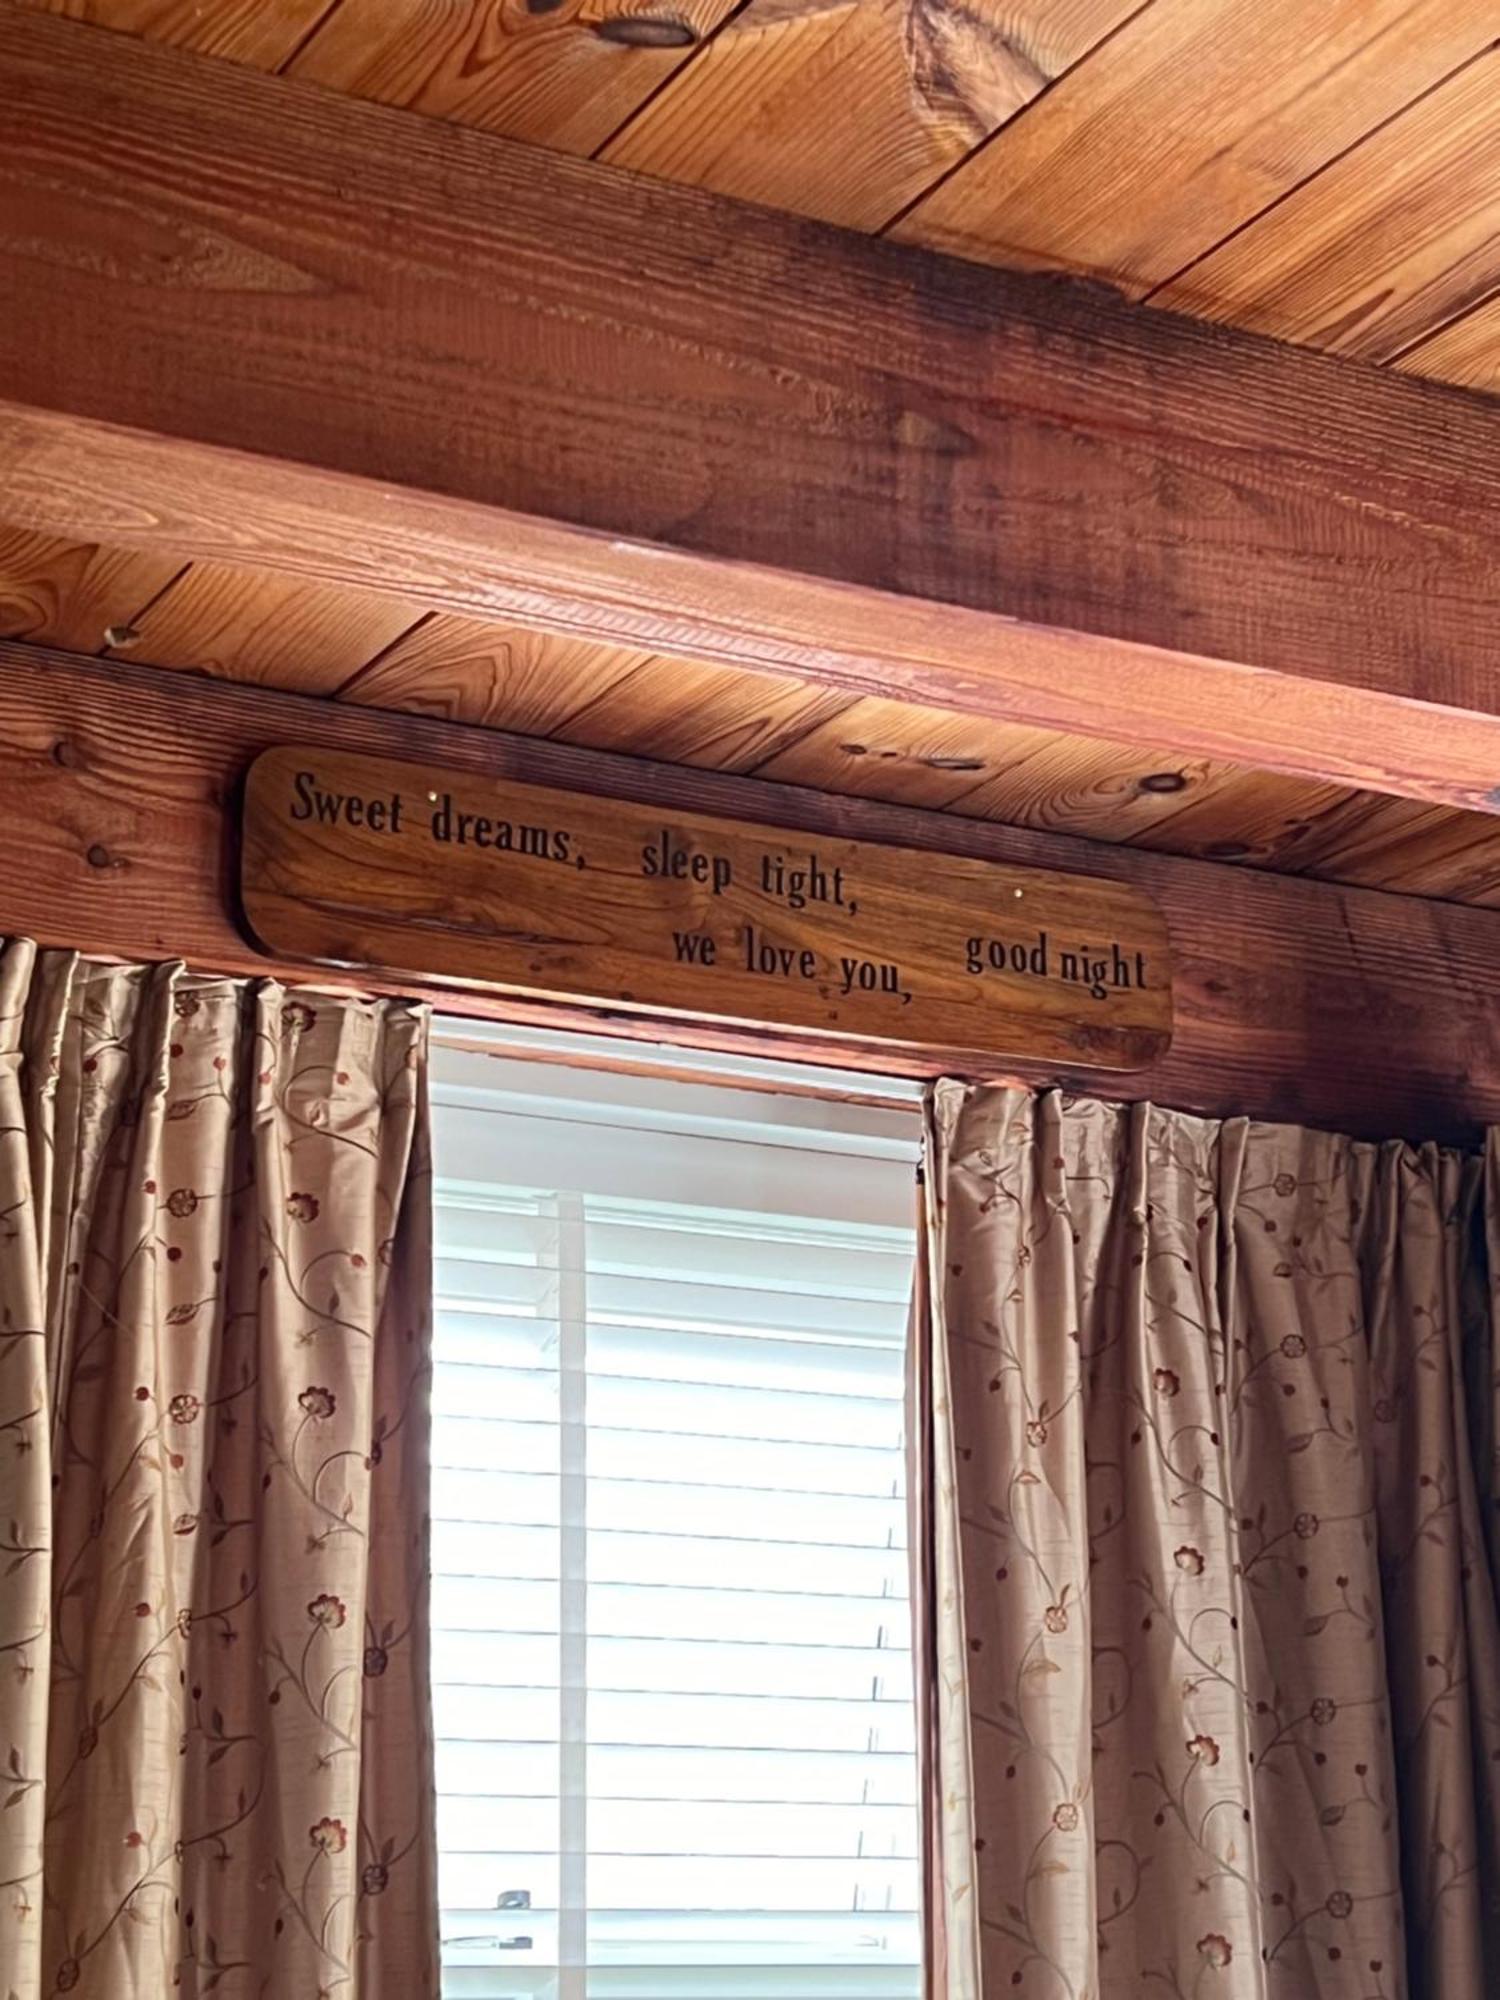 Sweet dreams, sleep tight,
we love you, good night